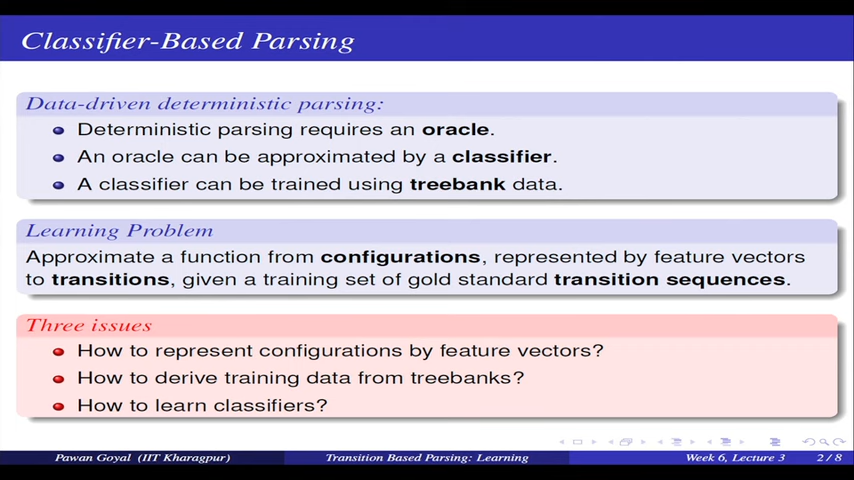 Classifier-Based Parsing
Data-driven deterministic parsing:
Deterministic parsing requires an oracle.
An oracle can be approximated by a classifier.
A classifier can be trained using treebank data.
Learning Problem
Approximate a function from configurations, represented by feature vectors
to transitions, given a training set of gold standard transition sequences.
Three issues
How to represent configurations by feature vectors?
How to derive training data from treebanks?
How to learn classifiers?
Pawan Goyal (IIT Kharagpur) Transition Based Parsing: Learning Week 6, Lecture 3 2 / 8